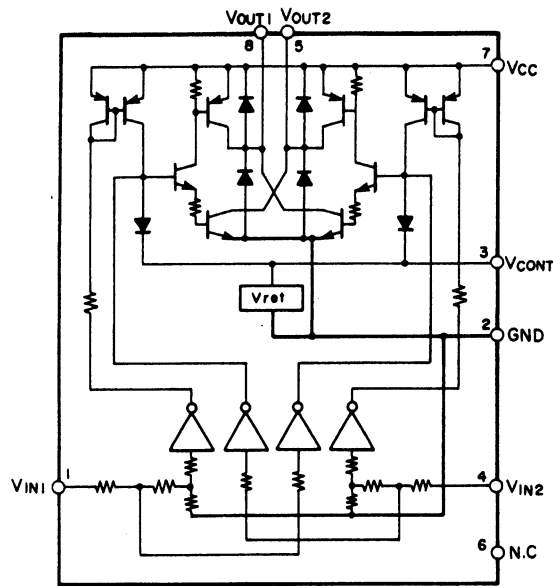 VOUT1 VOUT2
8 5
7 VCC
3 VCONT
Vref
2 GND
VIN1 1
4 VIN2
6 N.C